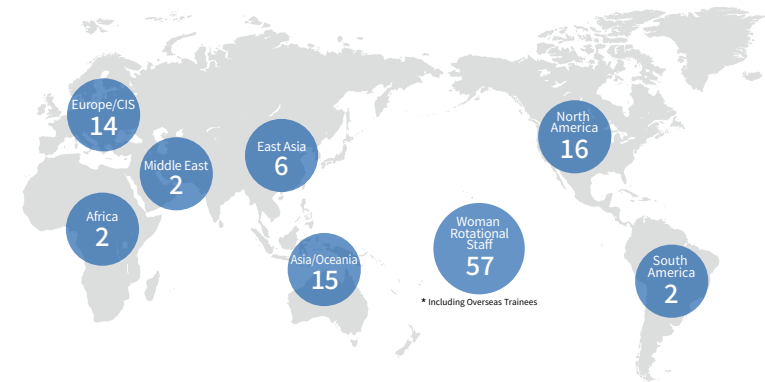 Europe/CIS
14
Middle East
2
East Asia
6
Africa
2
Asia/Oceania
15
Woman
Rotational
Staff
57
* Including Overseas Trainees
North
America
16
South
America
2